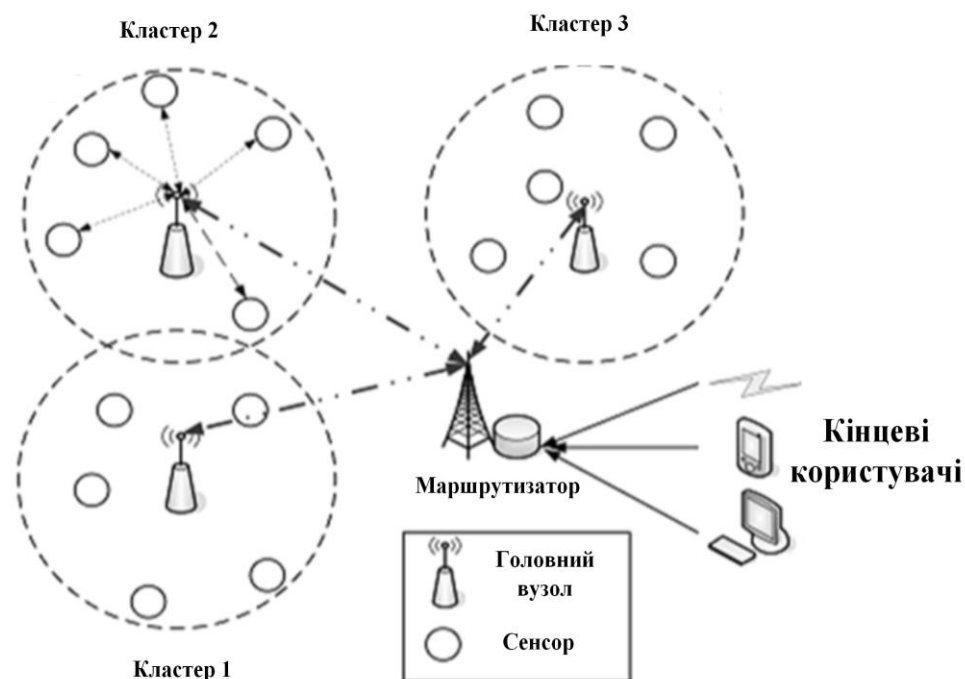 Кластер 2
Кластер 3
Кінцеві
користувачі
Маршрутизатор
Головний
вузол
Сенсор
Кластер 1